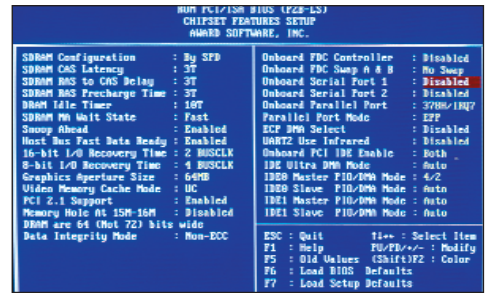 ROM PCI/ISA BIOS (P2B-LS)
CHIPSET FEATURES SETUP
AWARD SOFTWARE, INC.
SDRAM Configuration : By SPD
SDRAM CAS Latency : 3T
SDRAM RAS to CAS Delay : 3T
SDRAM RAS Precharge Time : 3T
DRAM Idle Timer : 10T
SDRAM MA Wait State : Fast
Snoop Ahead : Enabled
Host Bus Fast Data Ready : Enabled
16-bit I/O Recovery Time : 2 BUSCLK
8-bit I/O Recovery Time : 4 BUSCLK
Graphics Aperture Size : 64MB
Video Memory Cache Mode : UC
PCI 2.1 Support : Enabled
Memory Hole At 15M-16M : Disabled
DRAM are 64 (Not 72) bits wide
Data Integrity Mode : Non-ECC
Onboard FDC Controller : Disabled
Onboard FDC Swap A & B : No Swap
Onboard Serial Port 1 : Disabled
Onboard Serial Port 2 : Disabled
Onboard Parallel Port : 378H/IRQ7
Parallel Port Mode : EPP
ECP DMA Select : Disabled
UART2 Use Infrared : Disabled
Onboard PCI IDE Enable : Both
IDE Ultra DMA Mode : Auto
IDE0 Master PIO/DMA Mode : 4/2
IDE0 Slave PIO/DMA Mode : Auto
IDE1 Master PIO/DMA Mode : Auto
IDE1 Slave PIO/DMA Mode : Auto
ESC : Quit ↑↓→← : Select Item
F1 : Help PU/PD/+/- : Modify
F5 : Old Values (Shift)F2 : Color
F6 : Load BIOS Defaults
F7 : Load Setup Defaults